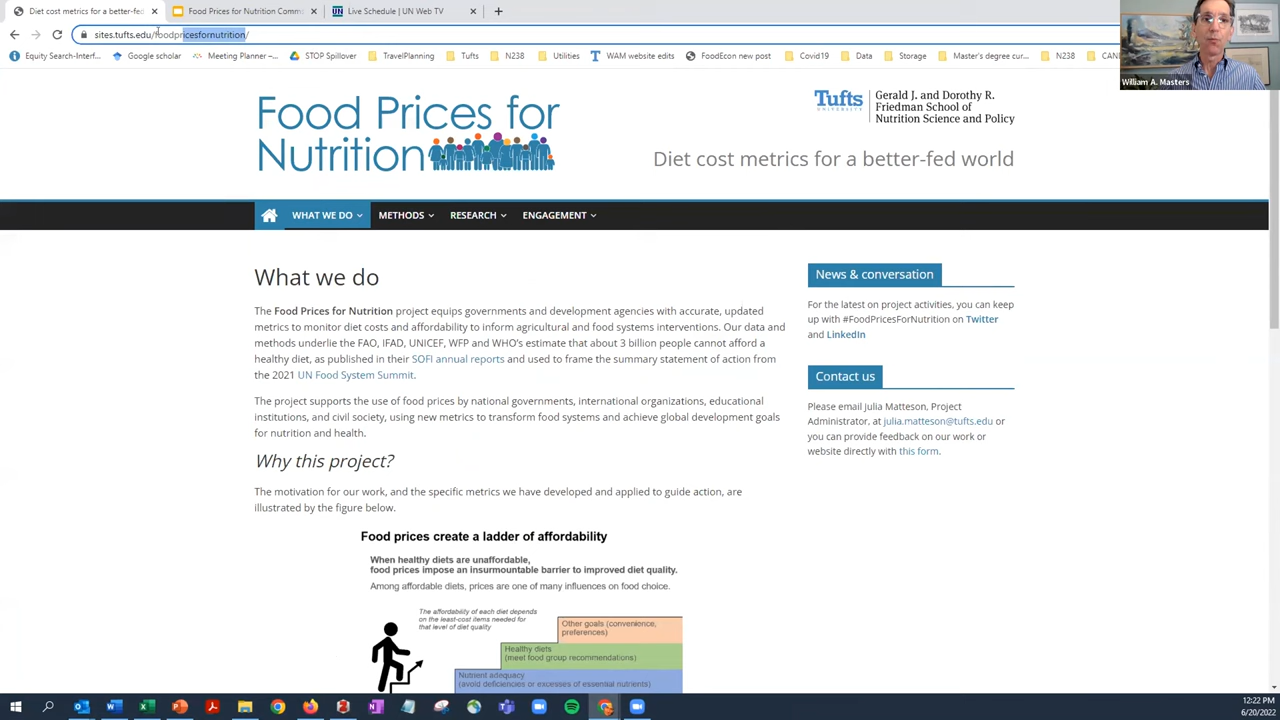 Diet cost metrics for a better-fed
Food Prices for Nutrition Comm
Live Schedule | UN Web TV
sites.tufts.edu/foodpricesfornutrition/
Equity Search-Interf...
Google scholar
Meeting Planner –...
STOP Spillover
TravelPlanning
Tufts
N238
Utilities
WAM website edits
FoodEcon new post
Covid19
Storage
Master's degree cur...
N238
CAN
William A. Masters
Food Prices for
Nutrition
Tufts
UNIVERSITY
Gerald J. and Dorothy R.
Friedman School of
Nutrition Science and Policy
Diet cost metrics for a better-fed world
WHAT WE DO
METHODS
RESEARCH
ENGAGEMENT
What we do
The Food Prices for Nutrition project equips governments and development agencies with accurate, updated
metrics to monitor diet costs and affordability to inform agricultural and food systems interventions. Our data and
methods underlie the FAO, IFAD, UNICEF, WFP and WHO's estimate that about 3 billion people cannot afford a
healthy diet, as published in their SOFI annual reports and used to frame the summary statement of action from
the 2021 UN Food System Summit.
The project supports the use of food prices by national governments, international organizations, educational
institutions, and civil society, using new metrics to transform food systems and achieve global development goals
for nutrition and health.
Why this project?
The motivation for our work, and the specific metrics we have developed and applied to guide action, are
illustrated by the figure below.
Food prices create a ladder of affordability
When healthy diets are unaffordable,
food prices impose an insurmountable barrier to improved diet quality.
Among affordable diets, prices are one of many influences on food choice.
The affordability of each diet depends
on the least-cost items needed for
that level of diet quality
Other goals (convenience,
preferences)
Healthy diets
(meet food group recommendations)
Nutrient adequacy
(avoid deficiencies or excesses of essential nutrients)
News & conversation
For the latest on project activities, you can keep
up with #FoodPricesForNutrition on Twitter
and LinkedIn
Contact us
Please email Julia Matteson, Project
Administrator, at julia.matteson@tufts.edu or
you can provide feedback on our work or
website directly with this form.
12:22 PM
6/20/2022